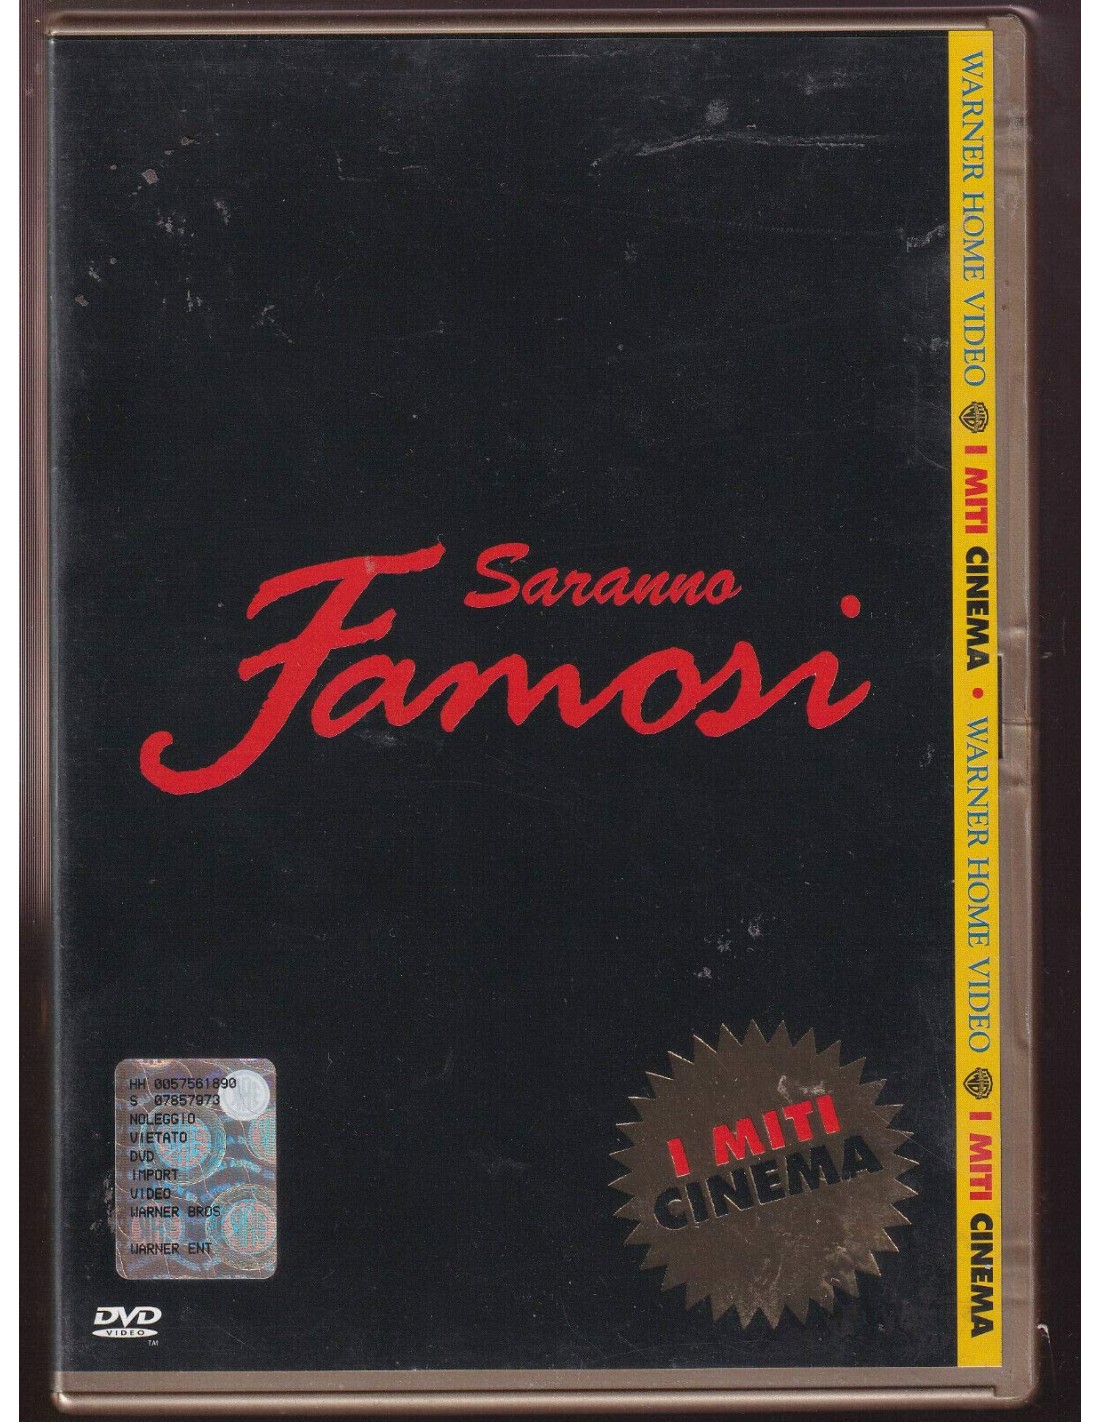 Saranno
Famosi
WARNER HOME VIDEO I MITI CINEMA • WARNER HOME VIDEO I MITI CINEMA
I MITI
CINEMA
HH 0057561890
S 07857973
NOLEGGIO
VIETATO
DVD
IMPORT
VIDEO
WARNER BROS
WARNER ENT
DVD
VIDEO
TM